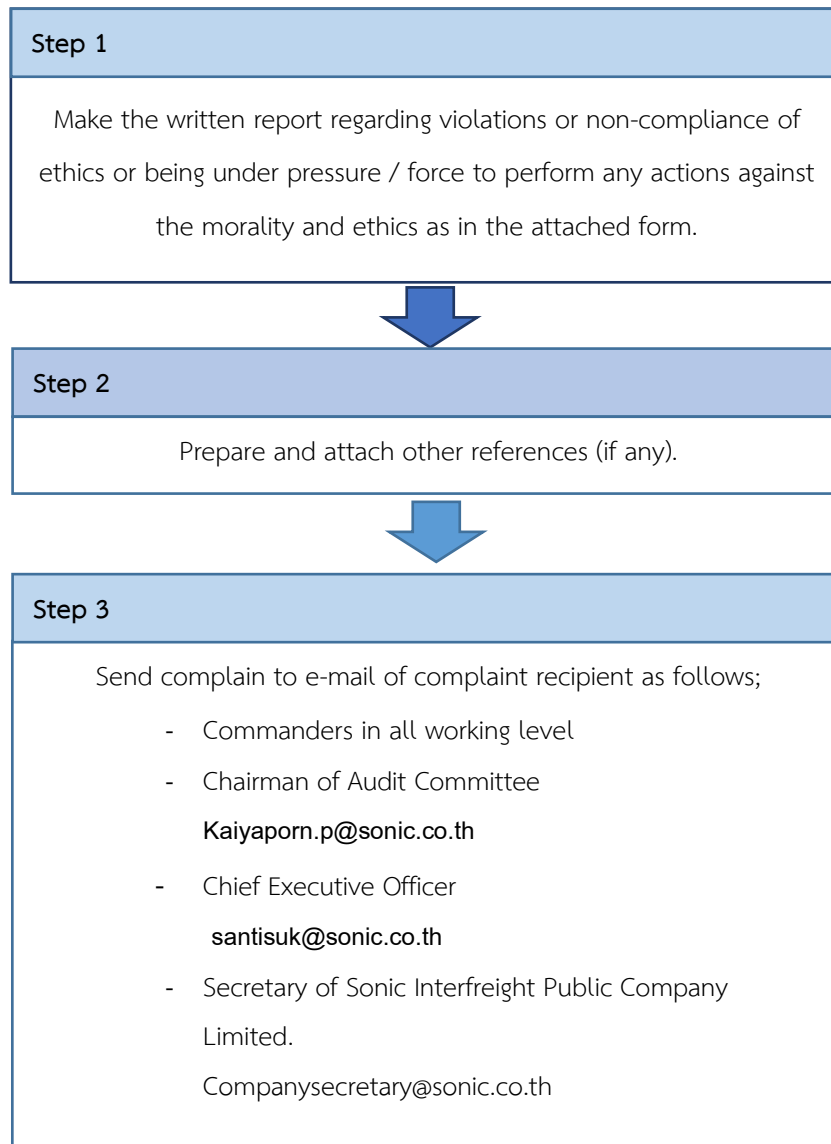 Step 1
Make the written report regarding violations or non-compliance of
ethics or being under pressure / force to perform any actions against
the morality and ethics as in the attached form.
Step 2
Prepare and attach other references (if any).
Step 3
Send complain to e-mail of complaint recipient as follows;
- Commanders in all working level
- Chairman of Audit Committee
Kaiyaporn.p@sonic.co.th
- Chief Executive Officer
santisuk@sonic.co.th
- Secretary of Sonic Interfreight Public Company
Limited.
Companysecretary@sonic.co.th